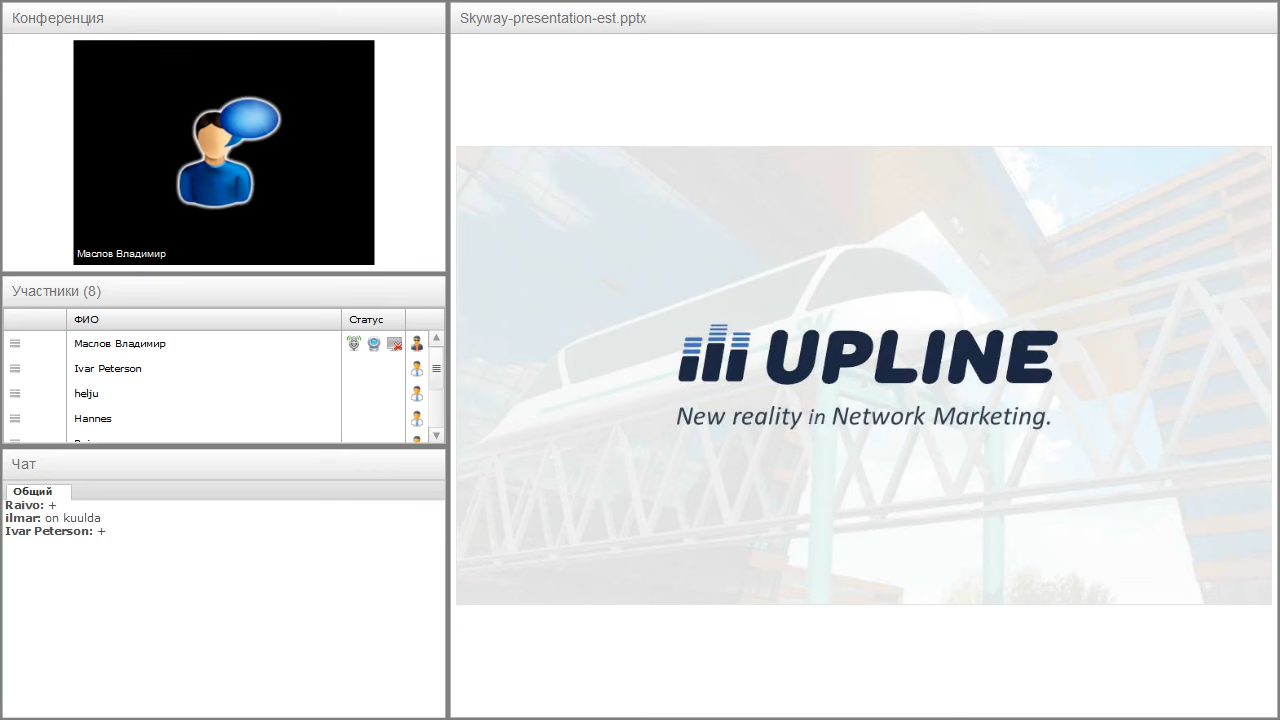 Конференция
Маслов Владимир
Участники (8)
ФИО
Статус
Маслов Владимир
Ivar Peterson
helju
Hannes
Чат
Общий
Raivo: +
ilmar: on kuulda
Ivar Peterson: +
Skyway-presentation-est.pptx
UPLINE
New reality in Network Marketing.